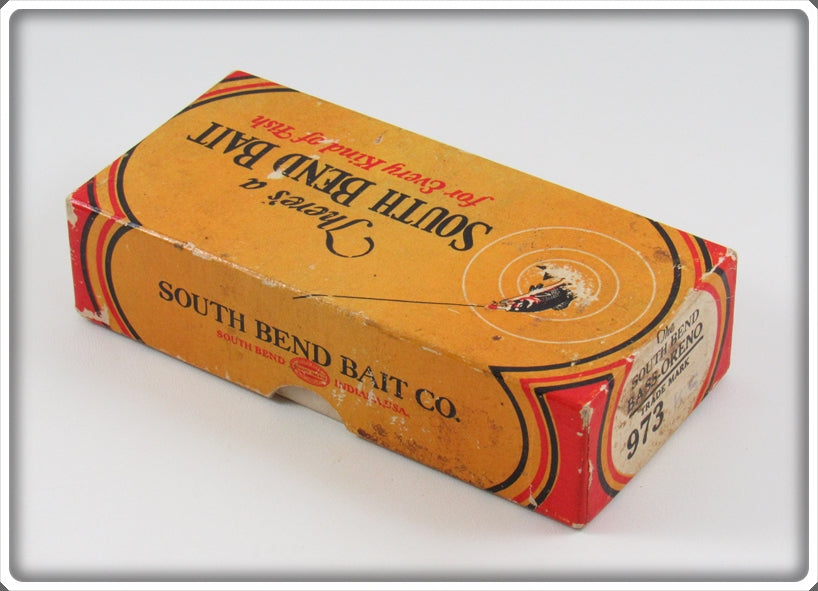 There's a
SOUTH BEND BAIT
for Every Kind of Fish
SOUTH BEND BAIT CO.
SOUTH BEND INDIANA, U.S.A.
The
SOUTH BEND
BASS-ORENO
TRADE MARK
973